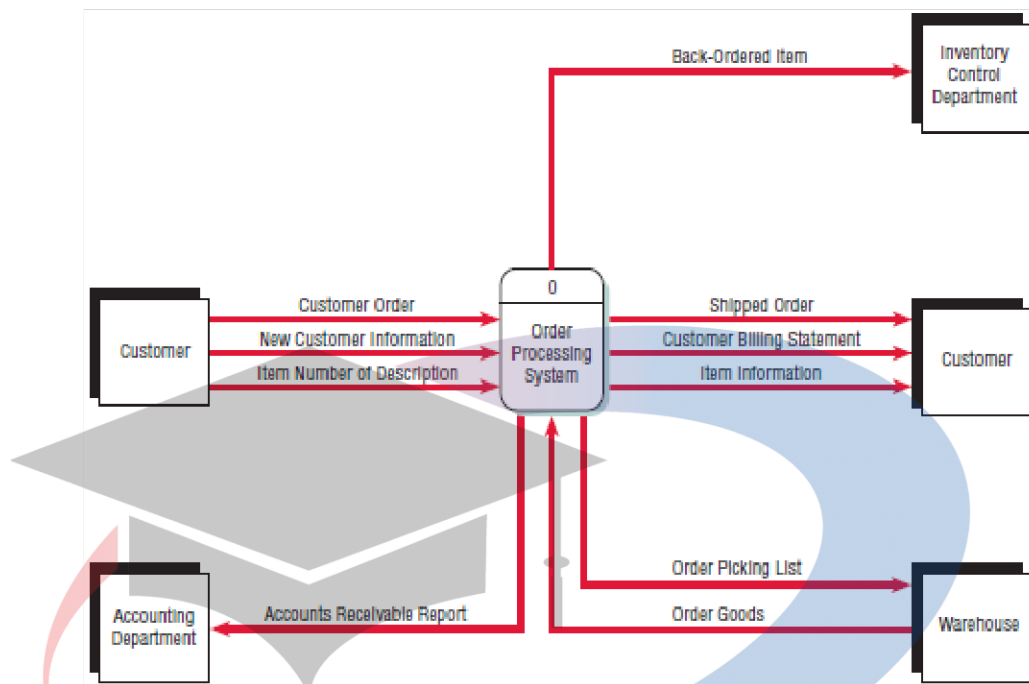 Back-Ordered Item
Inventory
Control
Department
Customer
Customer Order
New Customer Information
Item Number of Description
0
Order
Processing
System
Shipped Order
Customer Billing Statement
Item Information
Customer
Accounting
Department
Accounts Receivable Report
Order Picking List
Order Goods
Warehouse